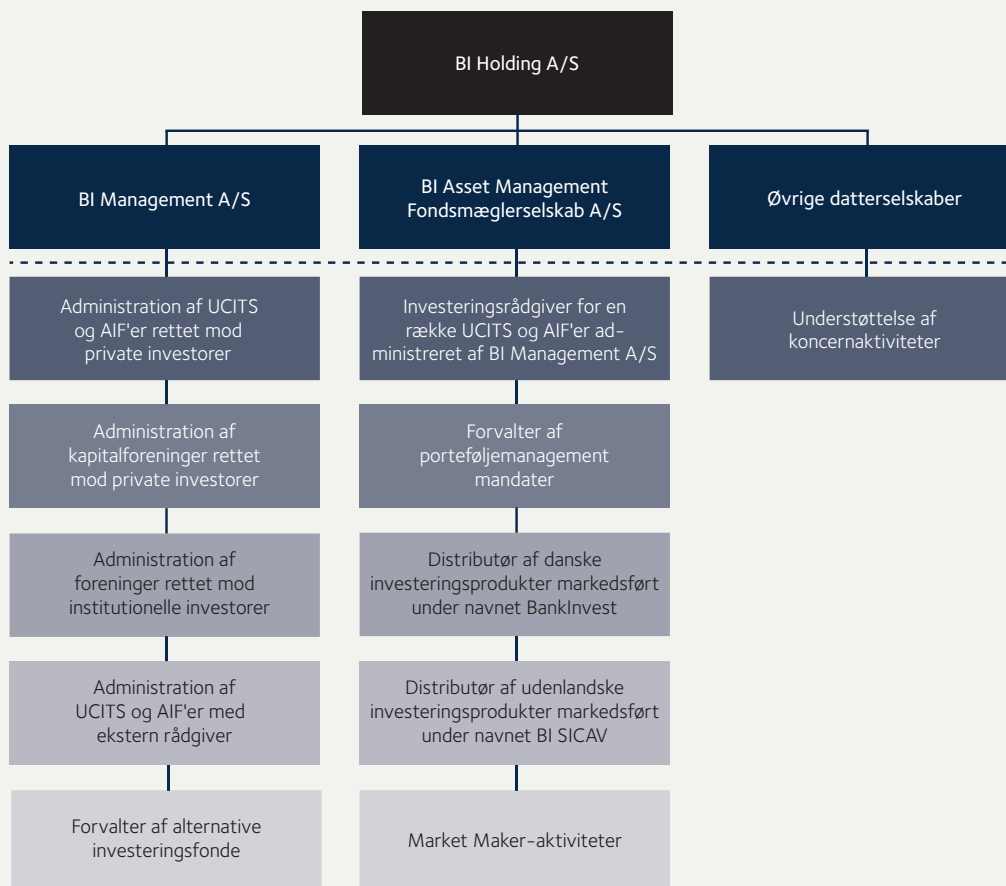 BI Holding A/S
BI Management A/S
BI Asset Management
Fondsmæglerselskab A/S
Øvrige datterselskaber
Administration af UCITS
og AIF'er rettet mod
private investorer
Investeringsrådgiver for en
række UCITS og AIF'er ad-
ministreret af BI Management A/S
Understøttelse af
koncernaktiviteter
Administration af
kapitalforeninger rettet
mod private investorer
Forvalter af
porteføljemanagement
mandater
Administration af
foreninger rettet mod
institutionelle investorer
Distributør af danske
investeringsprodukter markedsført
under navnet BankInvest
Administration af
UCITS og AIF'er med
ekstern rådgiver
Distributør af udenlandske
investeringsprodukter markedsført
under navnet BI SICAV
Forvalter af alternative
investeringsfonde
Market Maker-aktiviteter